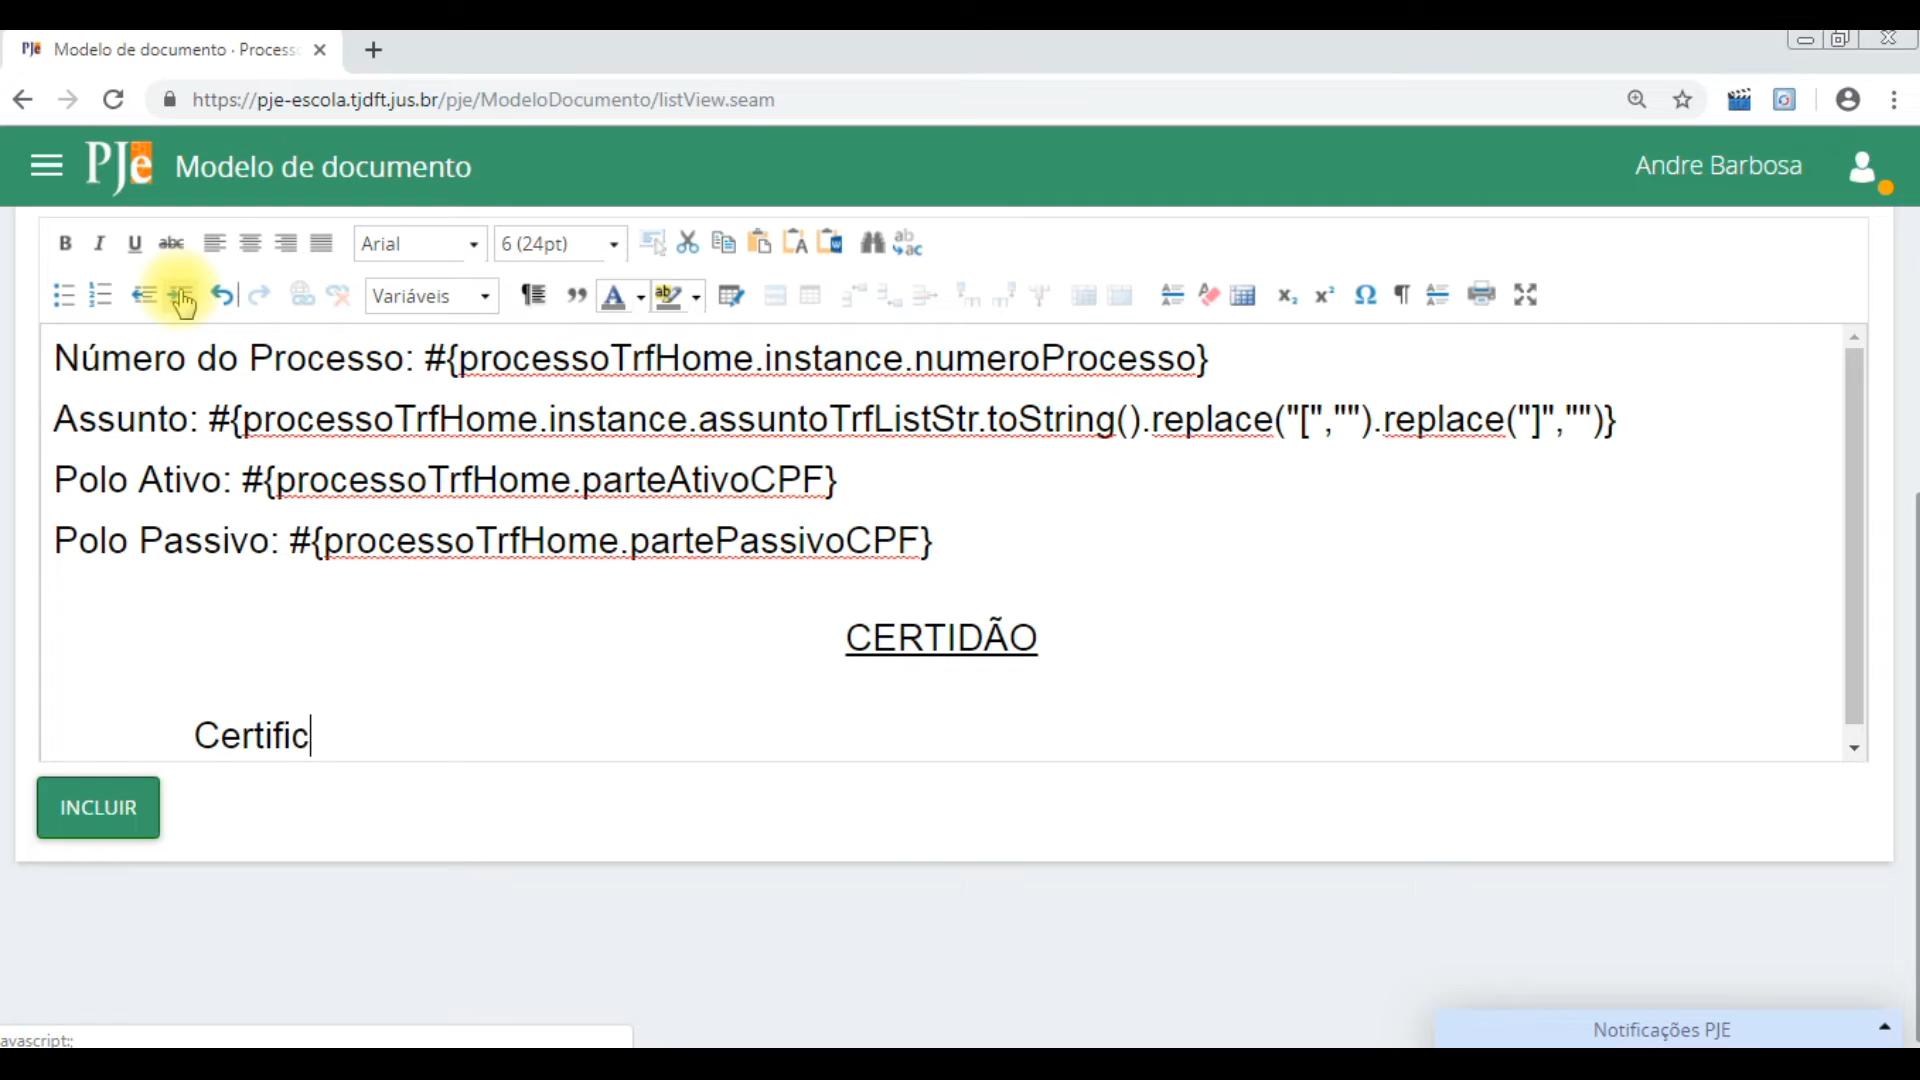 PJe Modelo de documento · Process
https://pje-escola.tjdft.jus.br/pje/ModeloDocumento/listView.seam
PJe Modelo de documento
Andre Barbosa
B I U abc Arial 6 (24pt)
Variáveis
Número do Processo: #{processoTrfHome.instance.numeroProcesso}
Assunto: #{processoTrfHome.instance.assuntoTrfListStr.toString().replace("[","").replace("]","")}
Polo Ativo: #{processoTrfHome.parteAtivoCPF}
Polo Passivo: #{processoTrfHome.partePassivoCPF}
CERTIDÃO
Certific
INCLUIR
Notificações PJE
avascript:;